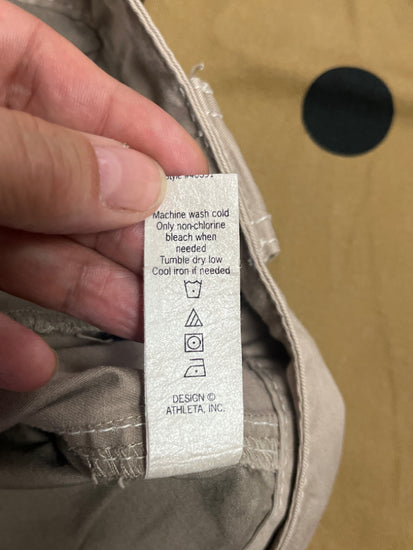 Machine wash cold
Only non-chlorine
bleach when
needed
Tumble dry low
Cool iron if needed
DESIGN ©
ATHLETA, INC.